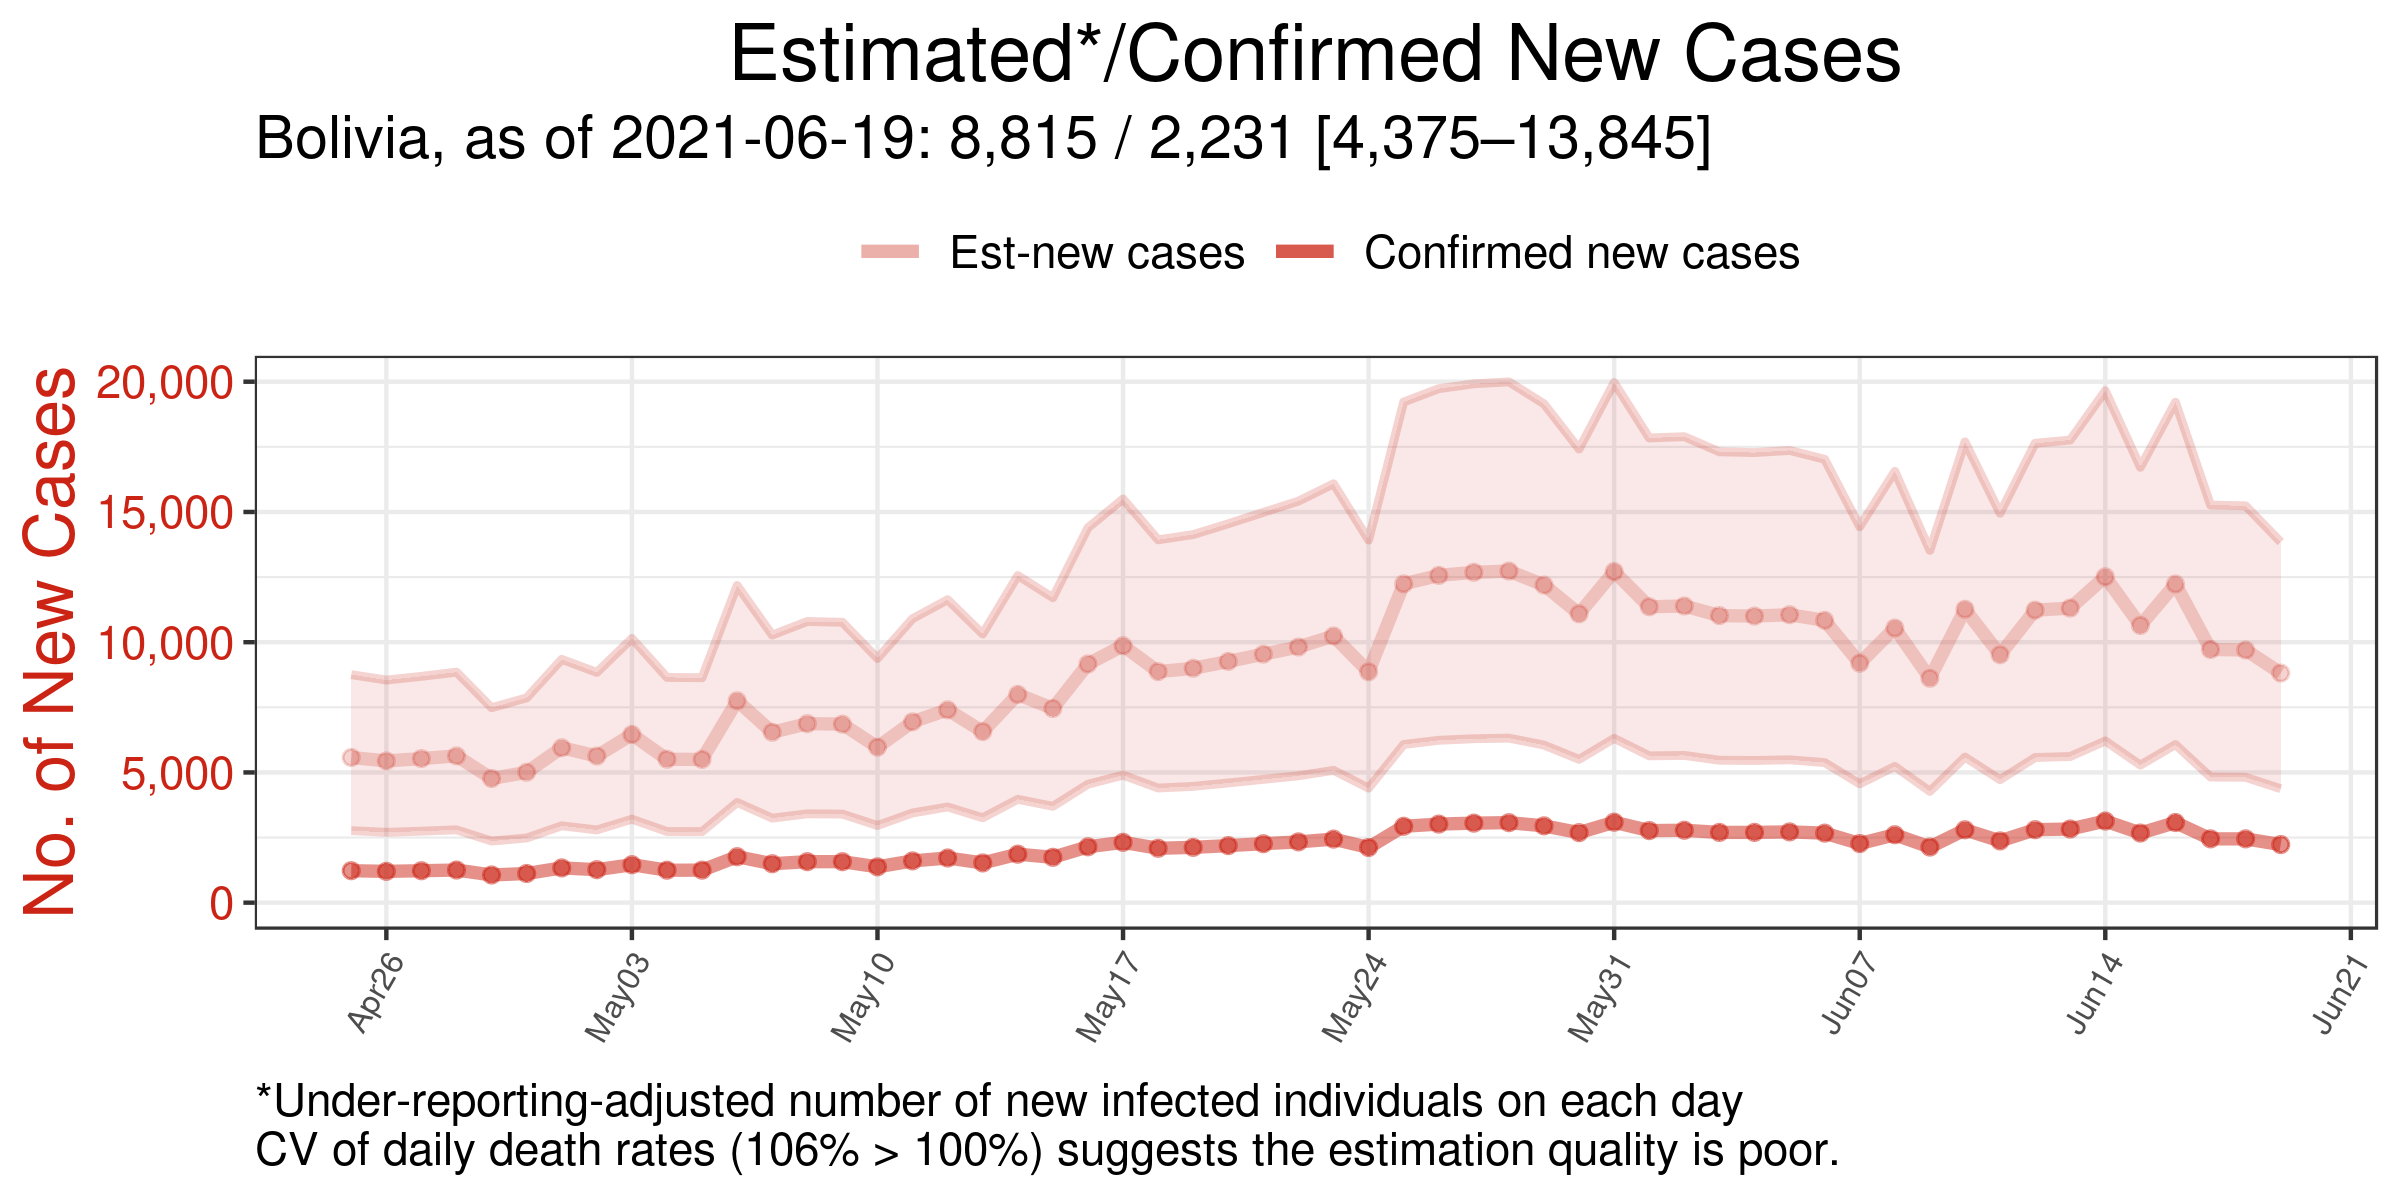 Estimated*/Confirmed New Cases
Bolivia, as of 2021-06-19: 8,815 / 2,231 [4,375–13,845]
Est-new cases
Confirmed new cases
No. of New Cases
20,000
15,000
10,000
5,000
0
Apr26
May03
May10
May17
May24
May31
Jun07
Jun14
Jun21
*Under-reporting-adjusted number of new infected individuals on each day
CV of daily death rates (106% > 100%) suggests the estimation quality is poor.